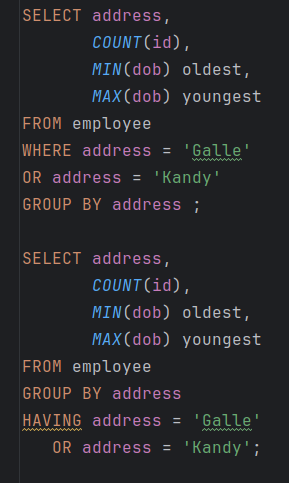 SELECT address,
       COUNT(id),
       MIN(dob) oldest,
       MAX(dob) youngest
FROM employee
WHERE address = 'Galle'
OR address = 'Kandy'
GROUP BY address ;

SELECT address,
       COUNT(id),
       MIN(dob) oldest,
       MAX(dob) youngest
FROM employee
GROUP BY address
HAVING address = 'Galle'
   OR address = 'Kandy';